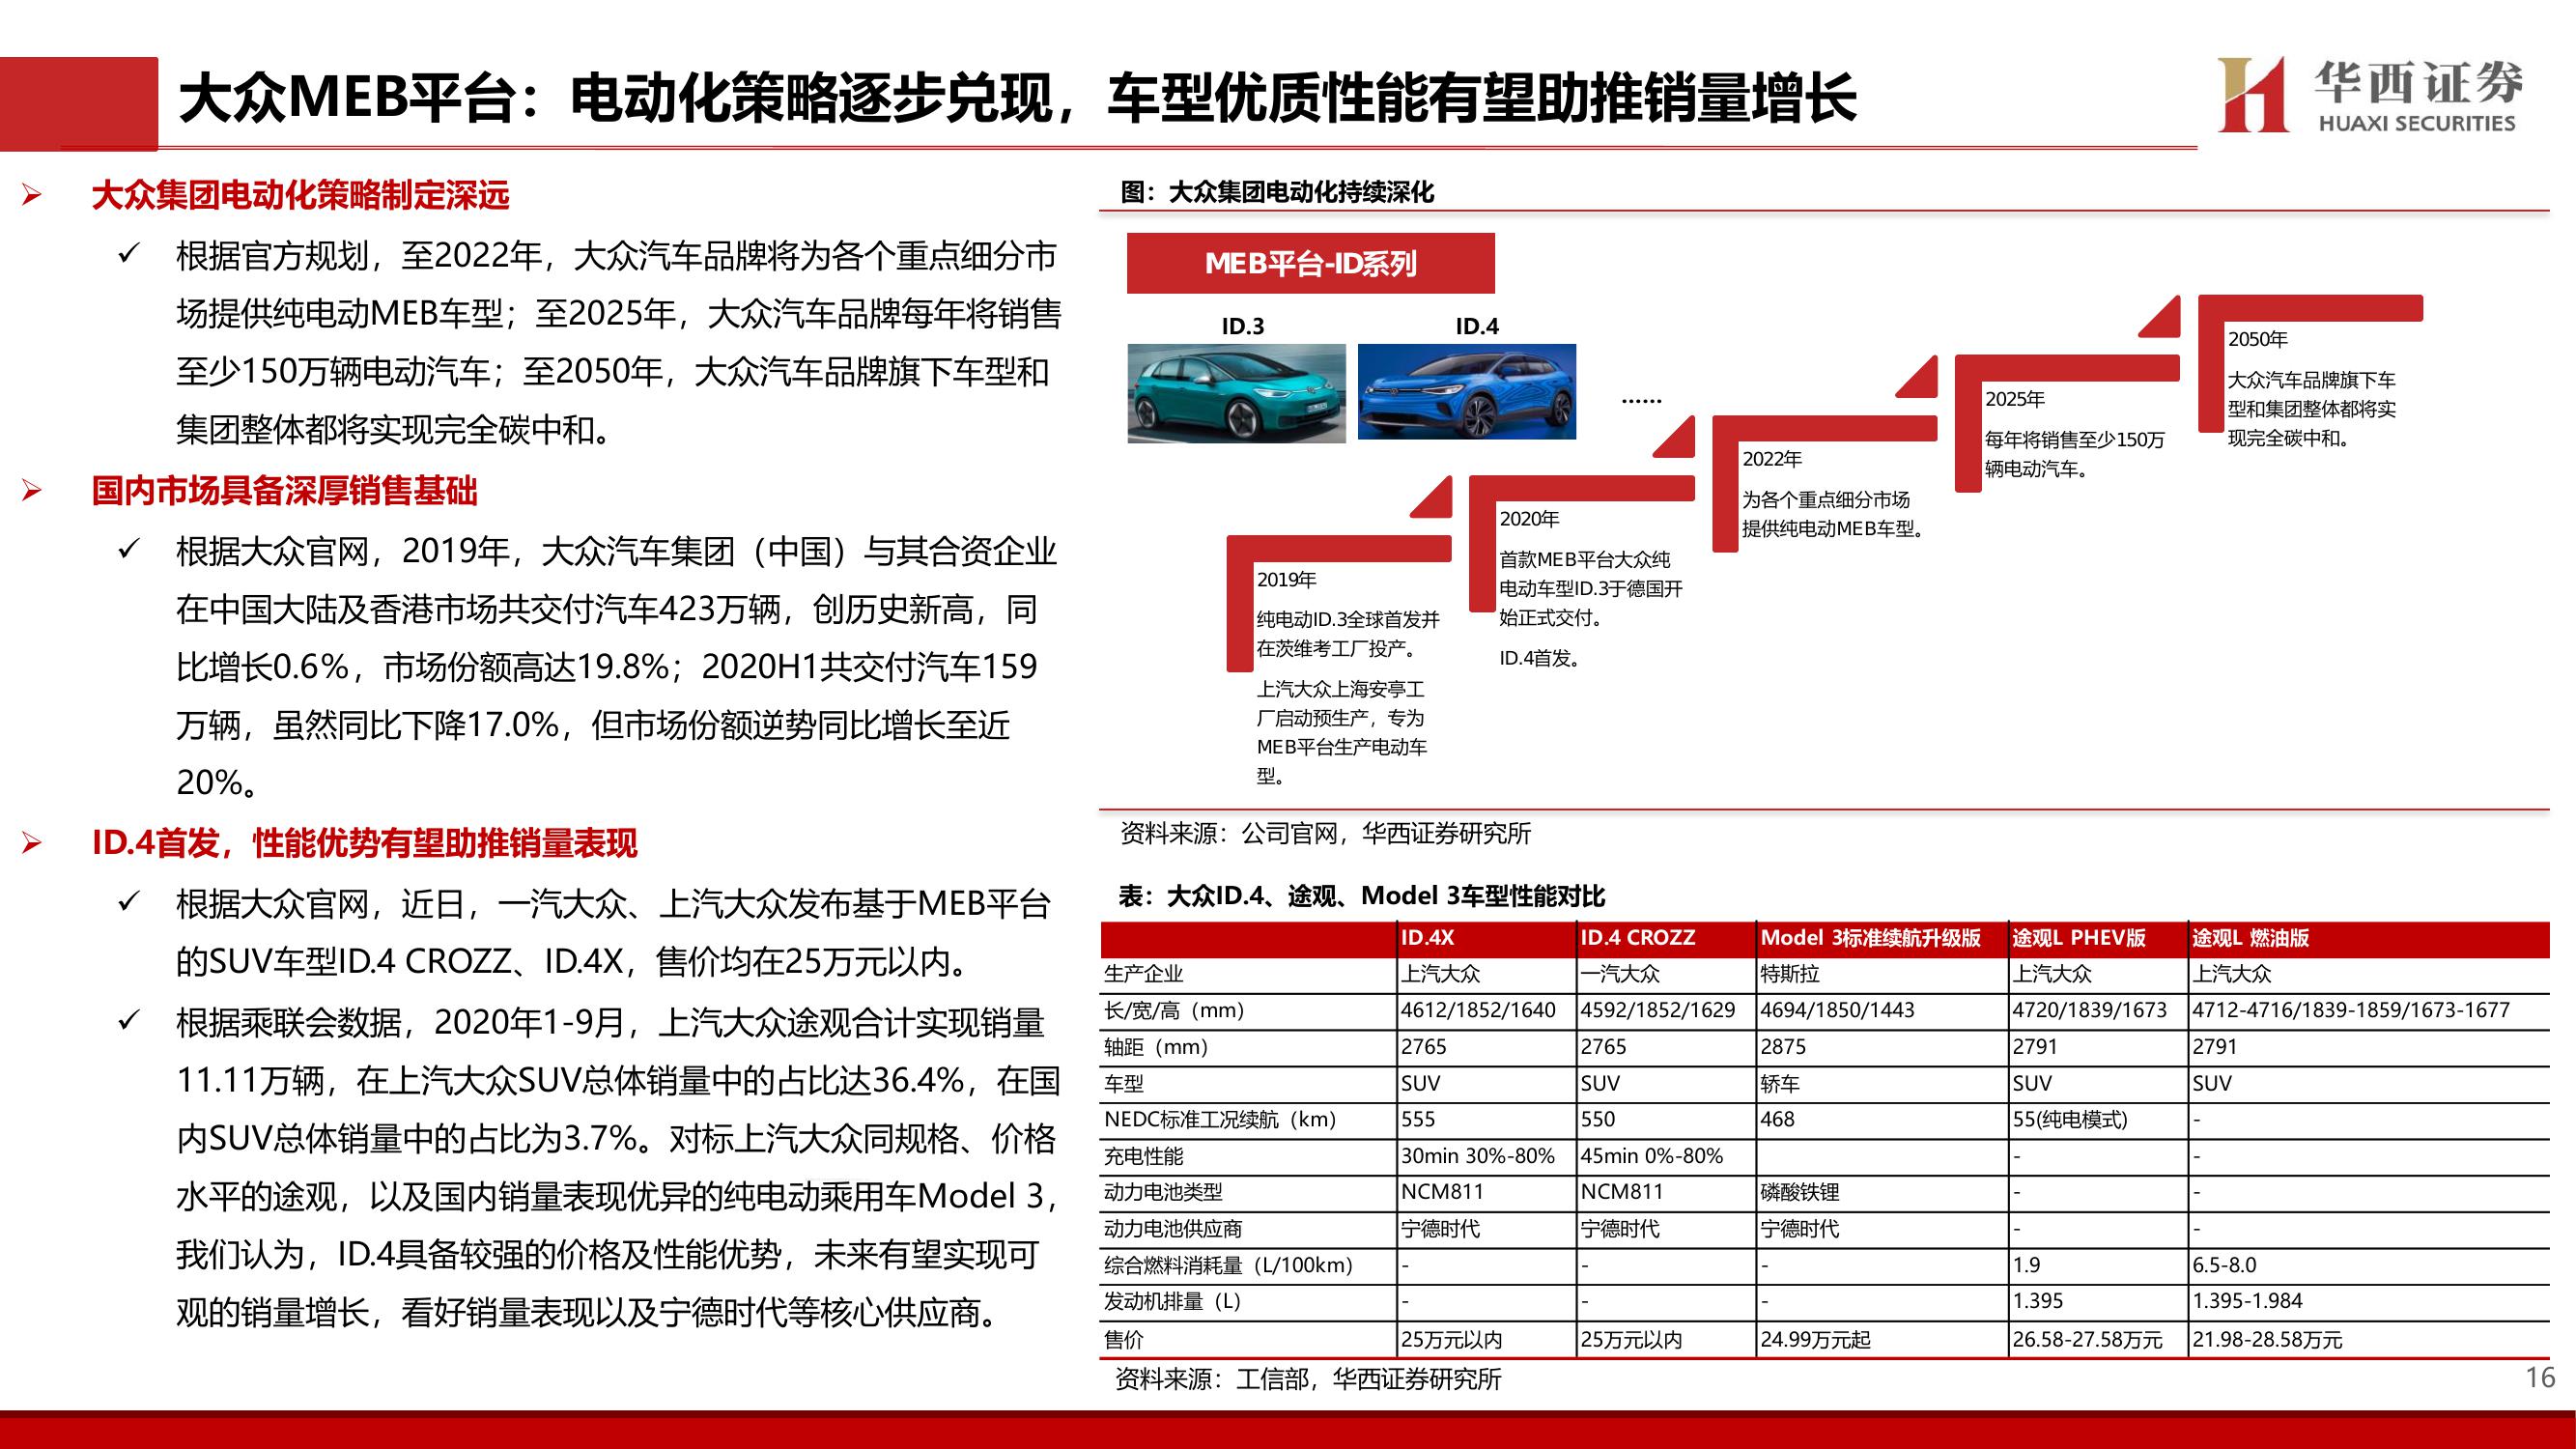 大众MEB平台：电动化策略逐步兑现，车型优质性能有望助推销量增长
华西证券
HUAXI SECURITIES
➢ 大众集团电动化策略制定深远
✓ 根据官方规划，至2022年，大众汽车品牌将为各个重点细分市
场提供纯电动MEB车型；至2025年，大众汽车品牌每年将销售
至少150万辆电动汽车；至2050年，大众汽车品牌旗下车型和
集团整体都将实现完全碳中和。
➢ 国内市场具备深厚销售基础
✓ 根据大众官网，2019年，大众汽车集团（中国）与其合资企业
在中国大陆及香港市场共交付汽车423万辆，创历史新高，同
比增长0.6%，市场份额高达19.8%；2020H1共交付汽车159
万辆，虽然同比下降17.0%，但市场份额逆势同比增长至近
20%。
➢ ID.4首发，性能优势有望助推销量表现
✓ 根据大众官网，近日，一汽大众、上汽大众发布基于MEB平台
的SUV车型ID.4 CROZZ、ID.4X，售价均在25万元以内。
✓ 根据乘联会数据，2020年1-9月，上汽大众途观合计实现销量
11.11万辆，在上汽大众SUV总体销量中的占比达36.4%，在国
内SUV总体销量中的占比为3.7%。对标上汽大众同规格、价格
水平的途观，以及国内销量表现优异的纯电动乘用车Model 3，
我们认为，ID.4具备较强的价格及性能优势，未来有望实现可
观的销量增长，看好销量表现以及宁德时代等核心供应商。
图：大众集团电动化持续深化
MEB平台-ID系列
ID.3 ID.4
……
2019年
纯电动ID.3全球首发并
在茨维考工厂投产。
上汽大众上海安亭工
厂启动预生产，专为
MEB平台生产电动车
型。
2020年
首款MEB平台大众纯
电动车型ID.3于德国开
始正式交付。
ID.4首发。
2022年
为各个重点细分市场
提供纯电动MEB车型。
2025年
每年将销售至少150万
辆电动汽车。
2050年
大众汽车品牌旗下车
型和集团整体都将实
现完全碳中和。
资料来源：公司官网，华西证券研究所
表：大众ID.4、途观、Model 3车型性能对比
ID.4X ID.4 CROZZ Model 3标准续航升级版 途观L PHEV版 途观L 燃油版
生产企业 上汽大众 一汽大众 特斯拉 上汽大众 上汽大众
长/宽/高（mm） 4612/1852/1640 4592/1852/1629 4694/1850/1443 4720/1839/1673 4712-4716/1839-1859/1673-1677
轴距（mm） 2765 2765 2875 2791 2791
车型 SUV SUV 轿车 SUV SUV
NEDC标准工况续航（km） 555 550 468 55(纯电模式) -
充电性能 30min 30%-80% 45min 0%-80% - -
动力电池类型 NCM811 NCM811 磷酸铁锂 - -
动力电池供应商 宁德时代 宁德时代 宁德时代 - -
综合燃料消耗量（L/100km） - - - 1.9 6.5-8.0
发动机排量（L） - - - 1.395 1.395-1.984
售价 25万元以内 25万元以内 24.99万元起 26.58-27.58万元 21.98-28.58万元
资料来源：工信部，华西证券研究所
16